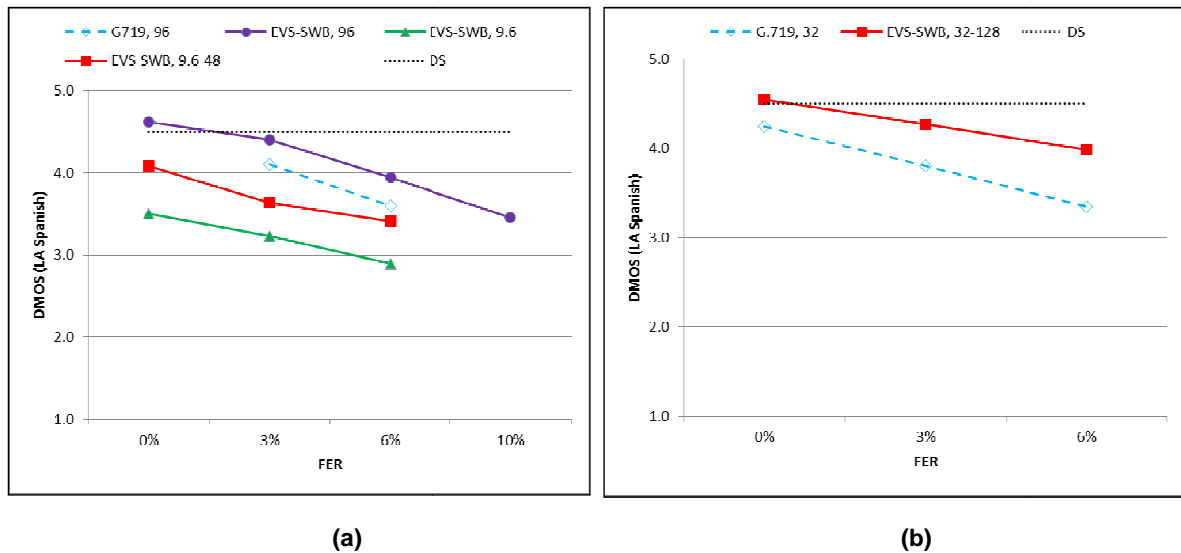 G719, 96 EVS-SWB, 96 EVS-SWB, 9.6
EVS SWB, 9.6 48 DS
5.0
4.0
3.0
2.0
1.0
DMOS (LA Spanish)
0% 3% 6% 10%
FER
(a)
G.719, 32 EVS-SWB, 32-128 DS
5.0
4.0
3.0
2.0
1.0
DMOS (LA Spanish)
0% 3% 6%
FER
(b)